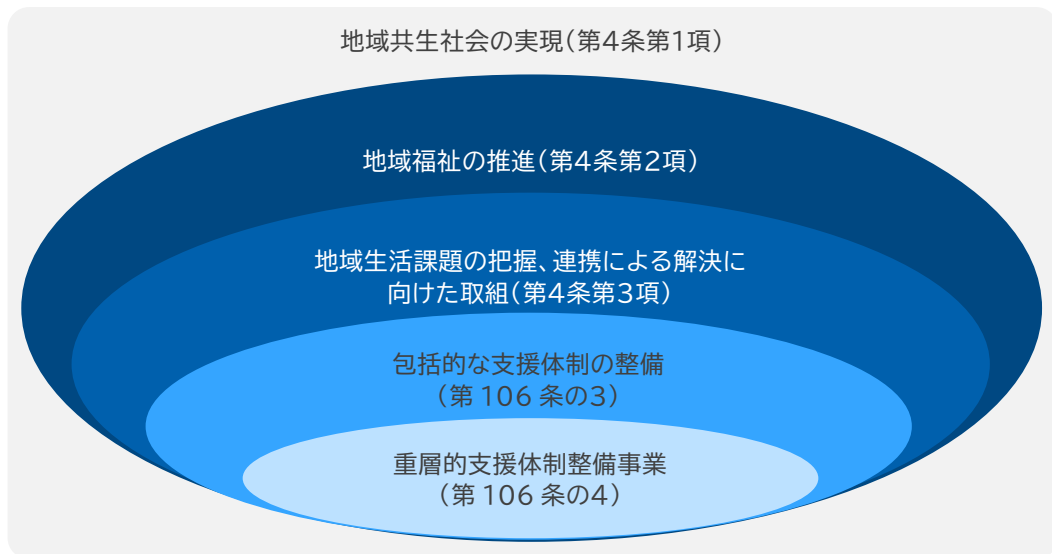 地域共生社会の実現(第4条第1項)
地域福祉の推進(第4条第2項)
地域生活課題の把握、連携による解決に
向けた取組(第4条第3項)
包括的な支援体制の整備
(第 106 条の3)
重層的支援体制整備事業
(第 106 条の4)